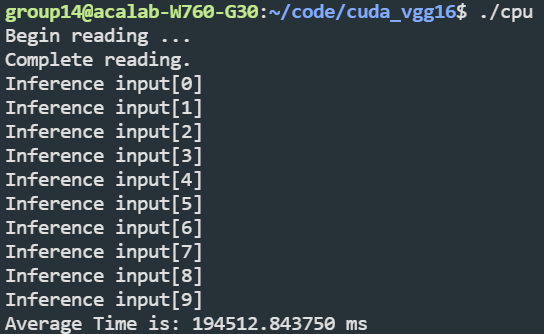 group14@acalab-W760-G30:~/code/cuda_vgg16$ ./cpu
Begin reading ...
Complete reading.
Inference input[0]
Inference input[1]
Inference input[2]
Inference input[3]
Inference input[4]
Inference input[5]
Inference input[6]
Inference input[7]
Inference input[8]
Inference input[9]
Average Time is: 194512.843750 ms